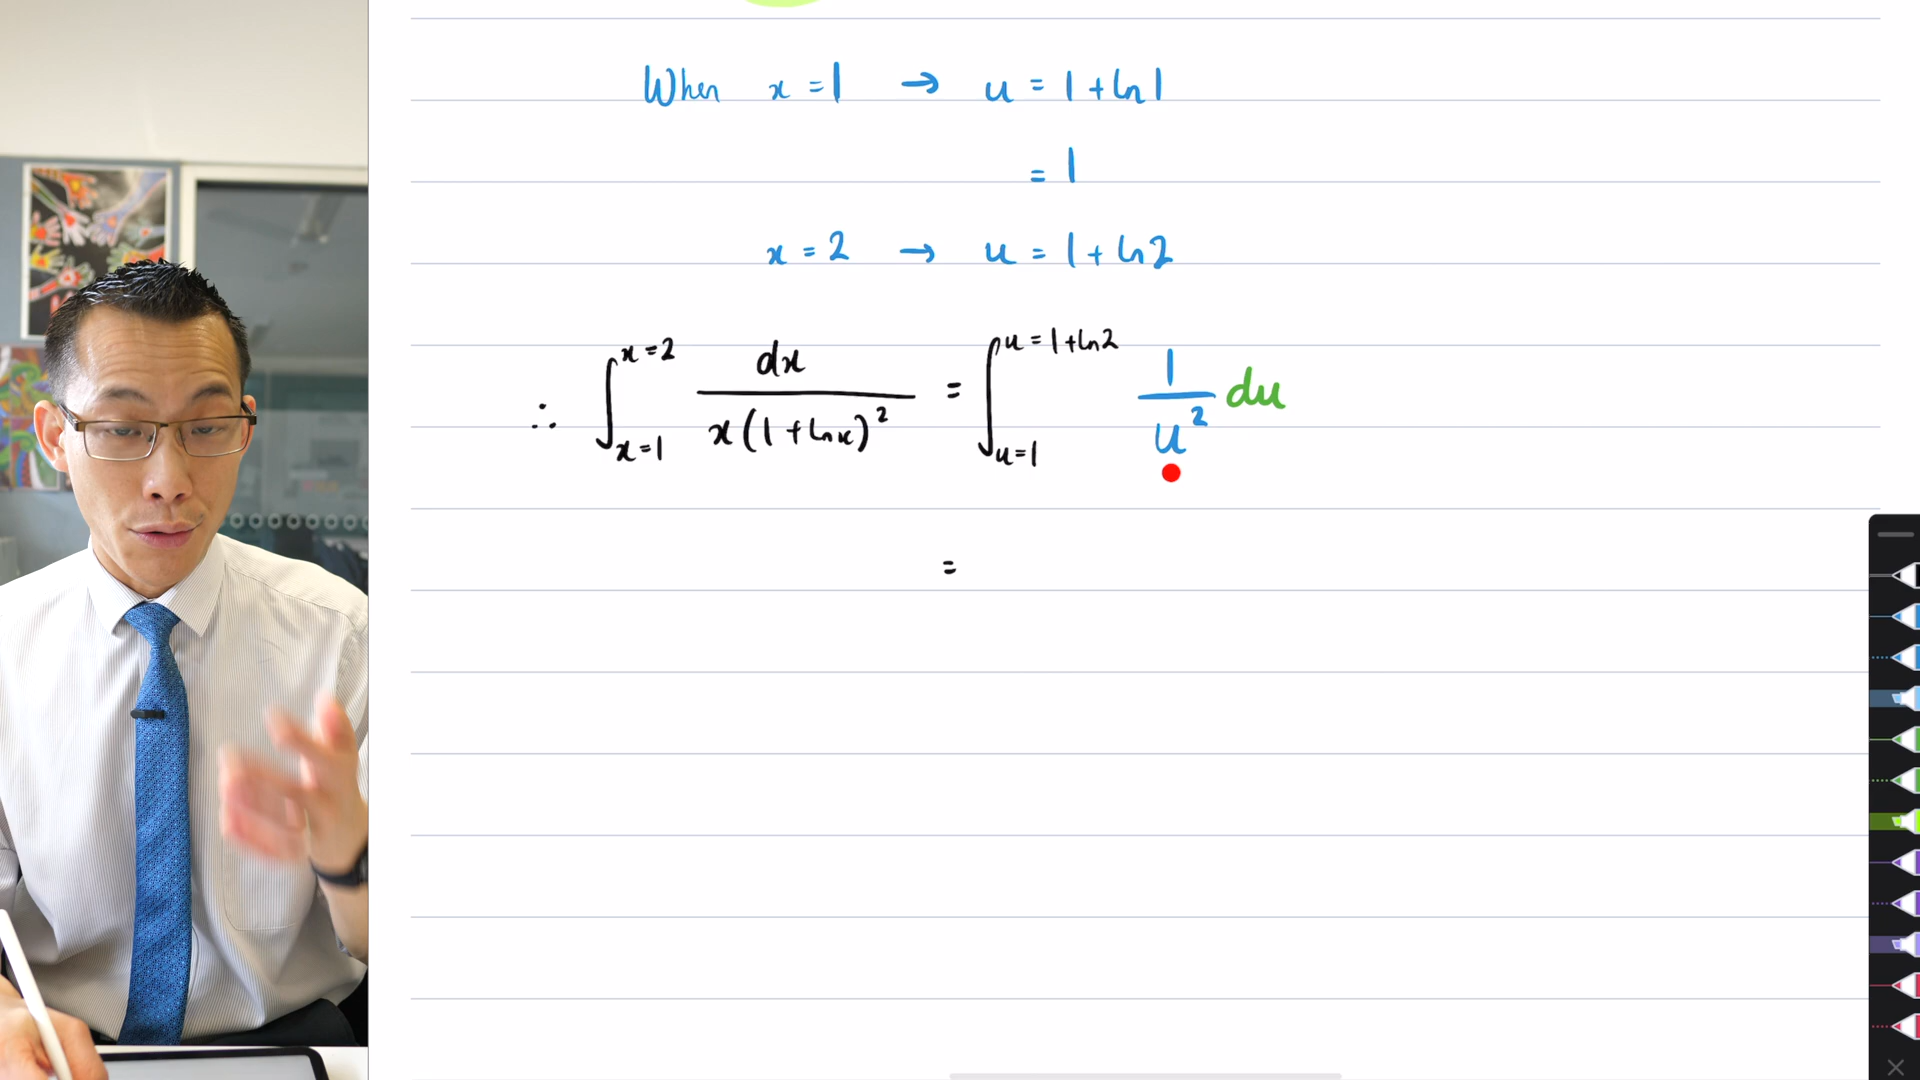 When x = 1 → u = 1 + ln 1
= 1
x = 2 → u = 1 + ln 2
∴ ∫_{x=1}^{x=2} dx / x(1 + ln x)² = ∫_{u=1}^{u=1+ln2} 1/u² du
=